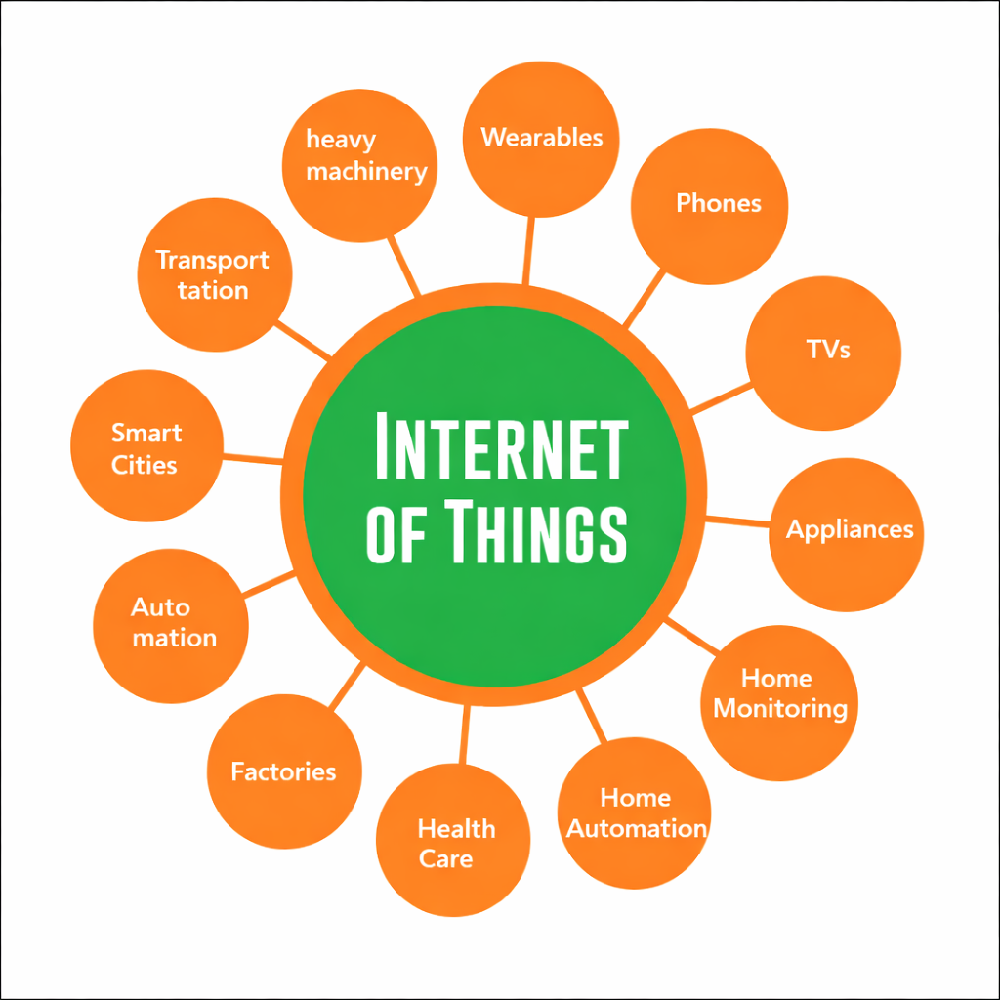 INTERNET
OF THINGS
Wearables
Phones
TVs
Appliances
Home
Monitoring
Home
Automation
Health
Care
Factories
Auto
mation
Smart
Cities
Transport
tation
heavy
machinery